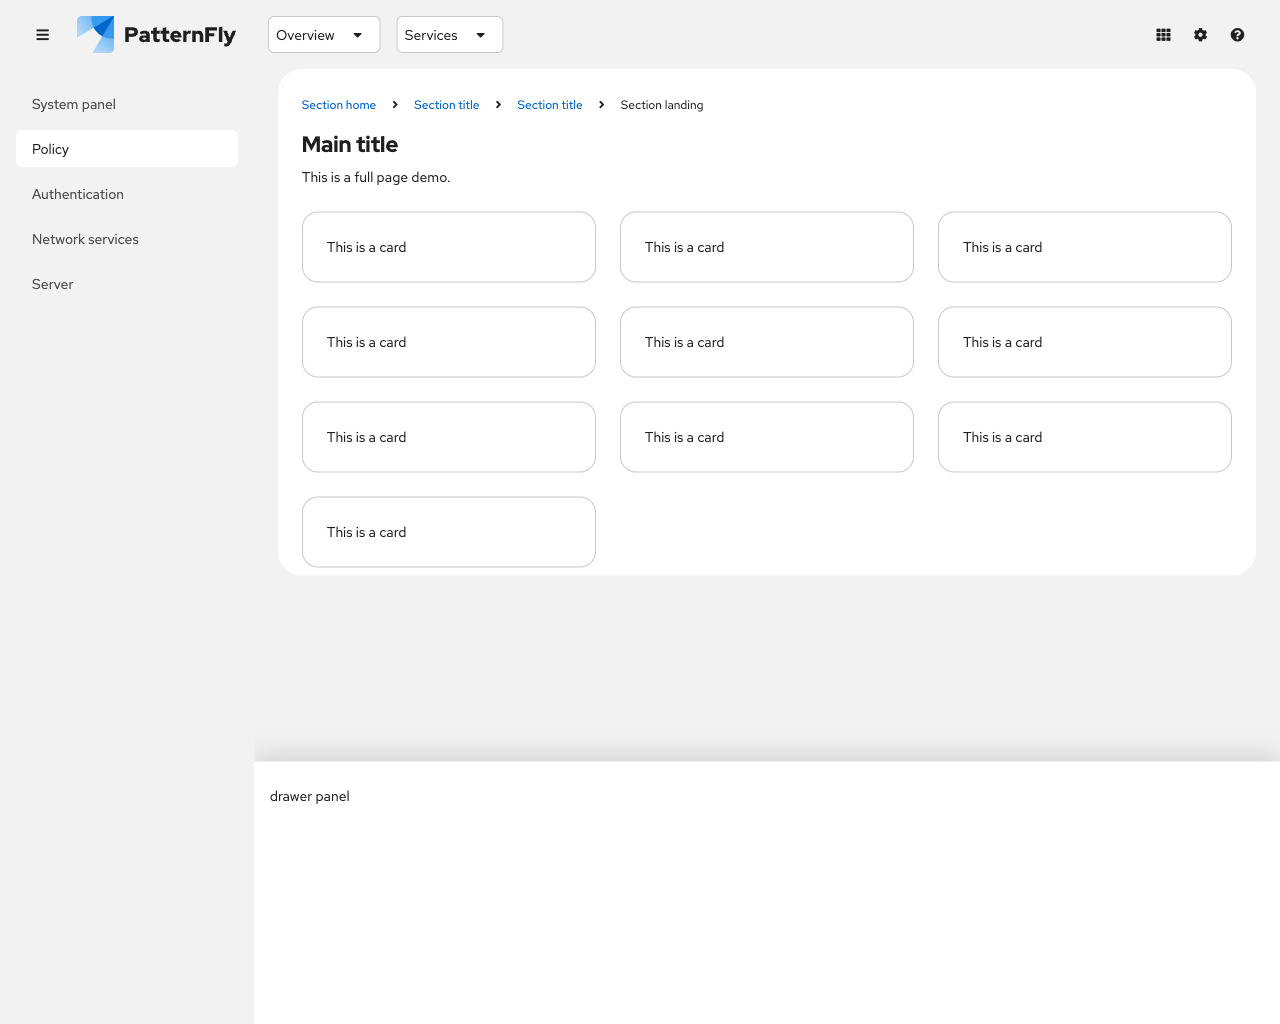 PatternFly
Overview
Services
System panel
Policy
Authentication
Network services
Server
Section home
Section title
Section title
Section landing
Main title
This is a full page demo.
This is a card
This is a card
This is a card
This is a card
This is a card
This is a card
This is a card
This is a card
This is a card
This is a card
drawer panel